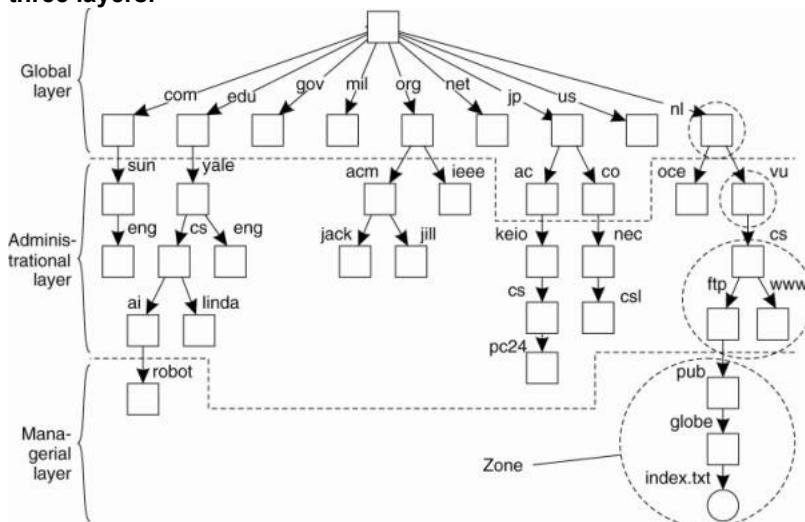 three layers.
Global
layer
com
edu
gov
mil
org
net
jp
us
nl
sun
yale
acm
ieee
ac
co
oce
vu
Adminis-
trational
layer
eng
cs
eng
jack
jill
keio
nec
cs
ai
linda
cs
csl
ftp
www
pc24
robot
pub
Mana-
gerial
layer
globe
Zone
index.txt